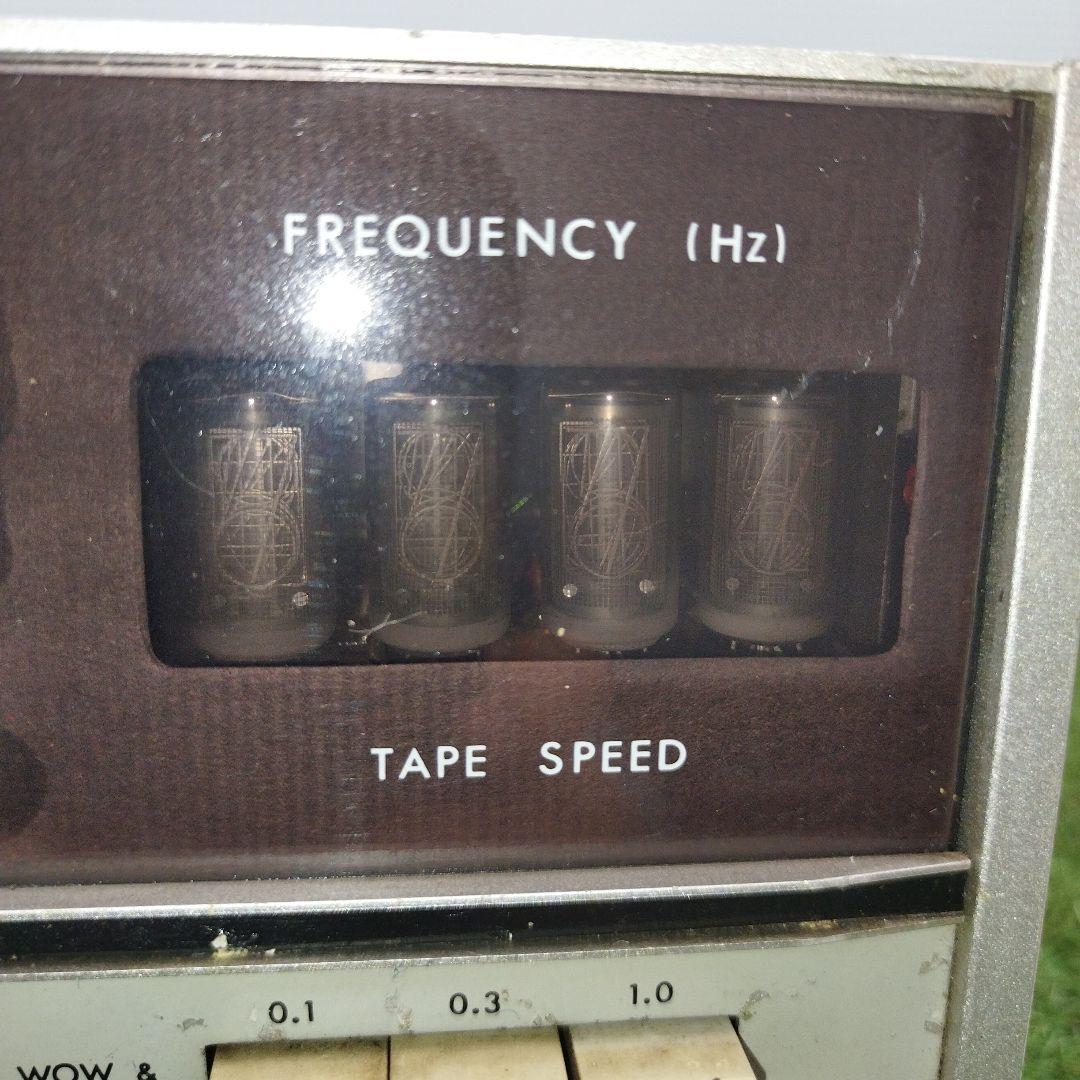 FREQUENCY (Hz)
TAPE SPEED
0.1 0.3 1.0
WOW &